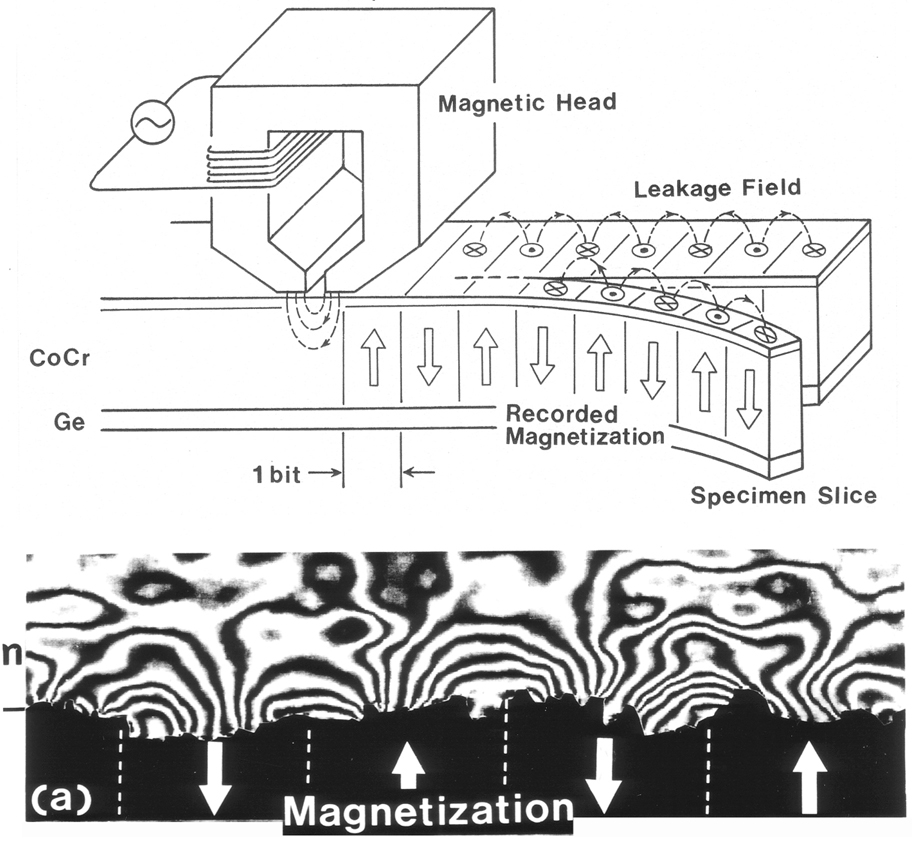 Magnetic Head
Leakage Field
CoCr
Ge
Recorded
Magnetization
1 bit
Specimen Slice
n
(a)
Magnetization